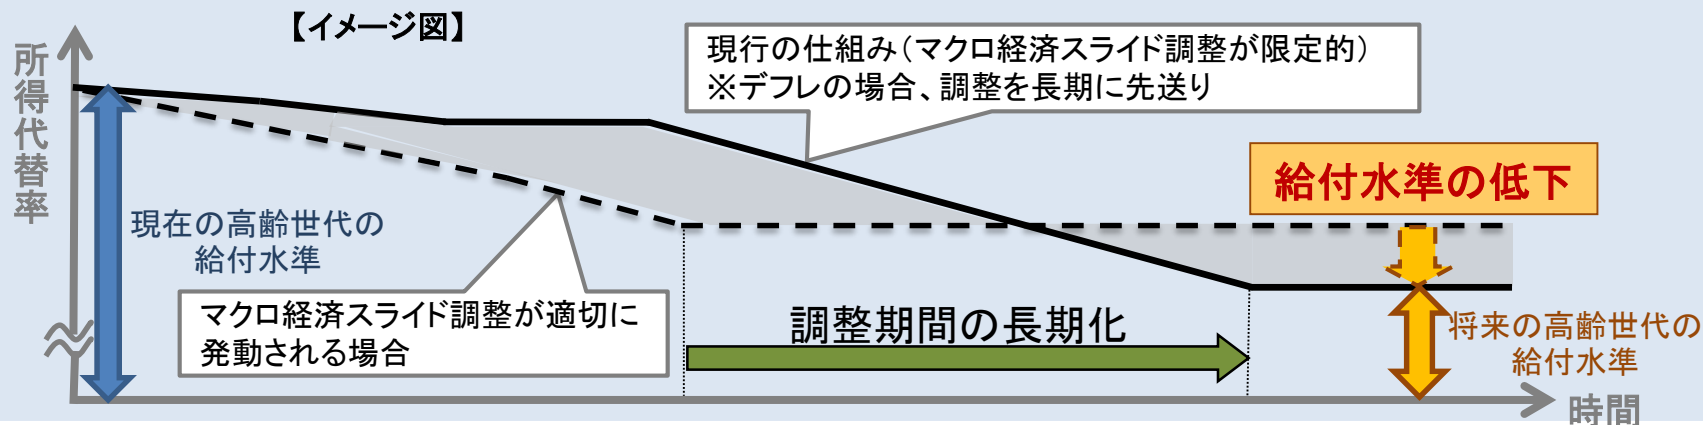 【イメージ図】
所得代替率
現行の仕組み(マクロ経済スライド調整が限定的)
※デフレの場合、調整を長期に先送り
給付水準の低下
現在の高齢世代の
給付水準
マクロ経済スライド調整が適切に
発動される場合
調整期間の長期化
将来の高齢世代の
給付水準
時間